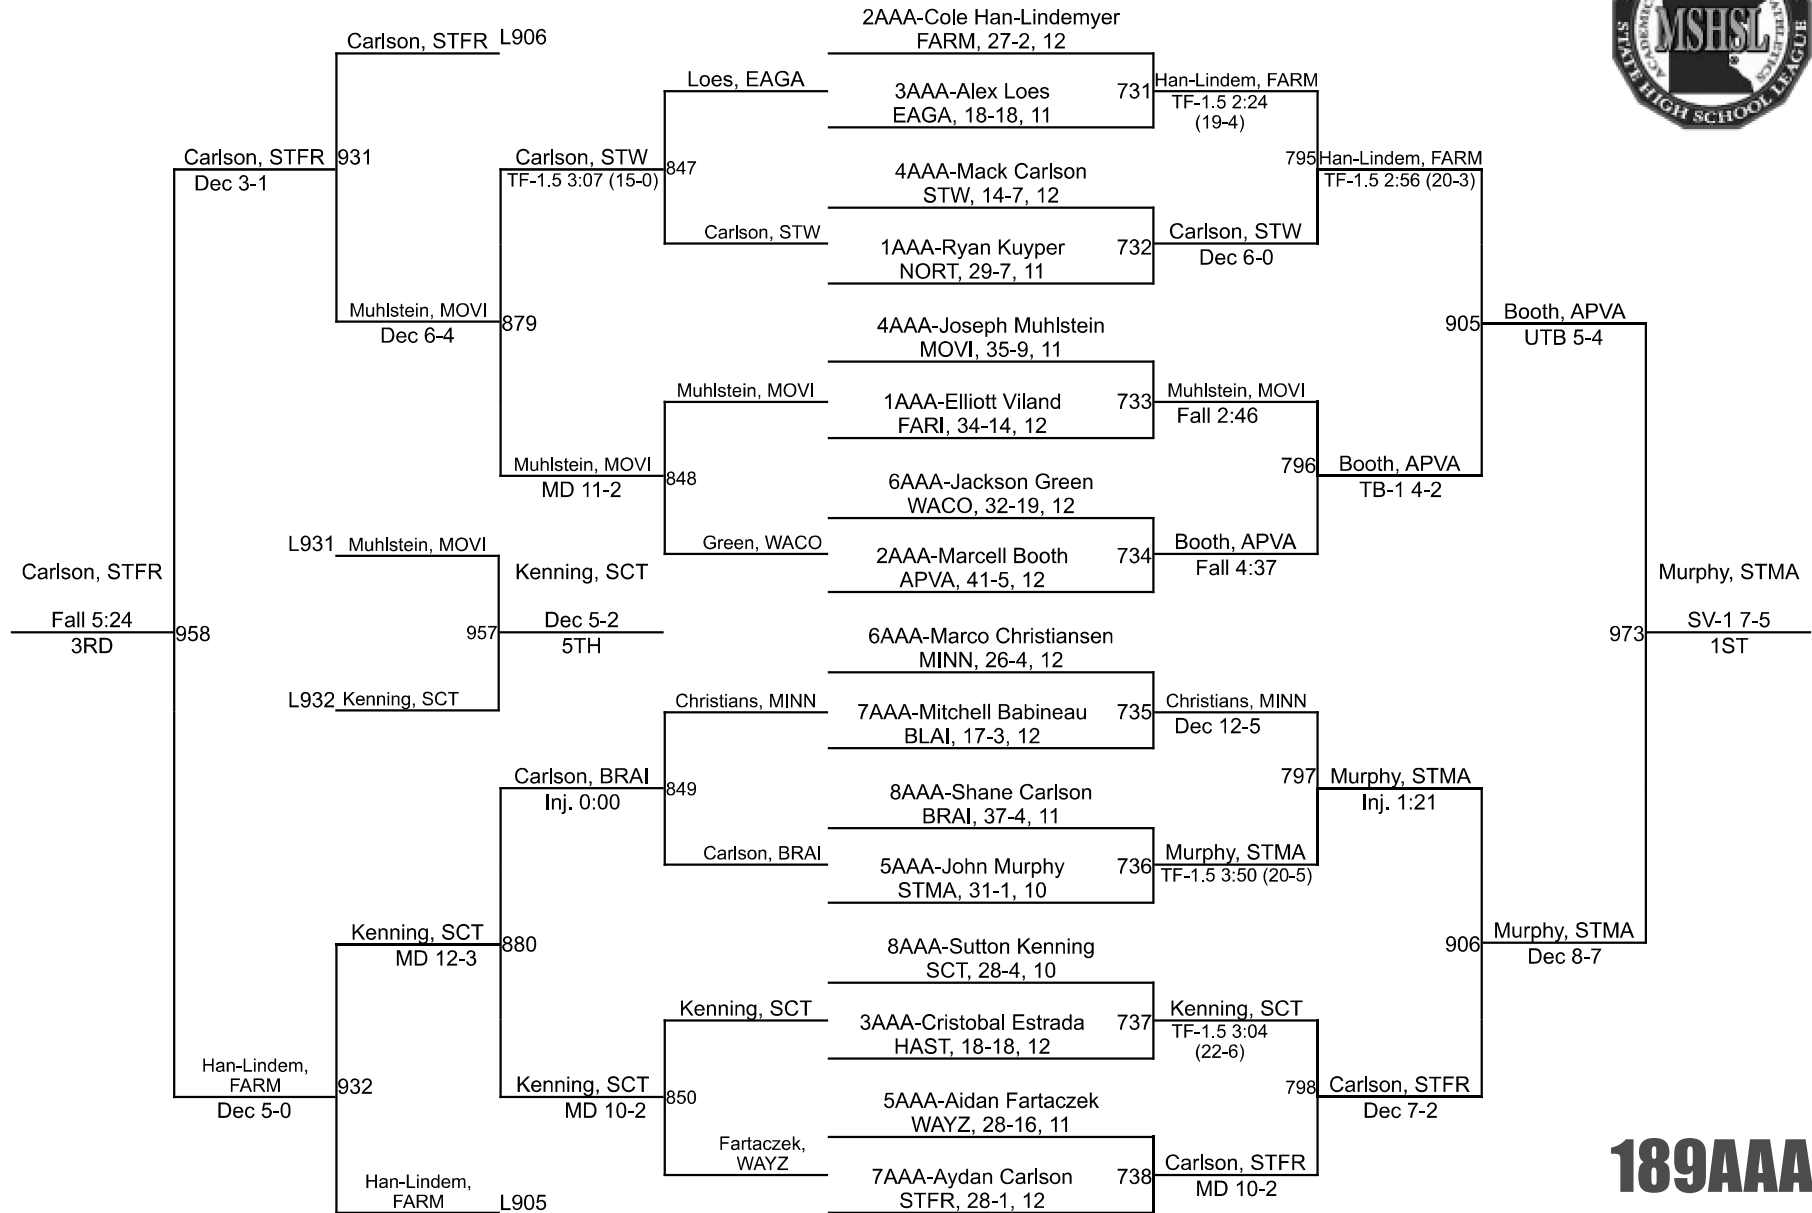 Carlson, STFR L906
Carlson, STFR 931
Dec 3-1
Muhlstein, MOVI
Dec 6-4
879
Carlson, STW
TF-1.5 3:07 (15-0)
847
Loes, EAGA
Carlson, STW
Muhlstein, MOVI
MD 11-2
848
Muhlstein, MOVI
Green, WACO
L931 Muhlstein, MOVI
Carlson, STFR
Fall 5:24
3RD
958
Kenning, SCT
957 Dec 5-2
5TH
L932 Kenning, SCT
Christians, MINN
Carlson, BRAI
Inj. 0:00
849
Carlson, BRAI
Kenning, SCT
MD 12-3
880
Kenning, SCT
Kenning, SCT
MD 10-2
850
Fartaczek,
WAYZ
Han-Lindem,
FARM
Dec 5-0
932
Han-Lindem,
FARM L905
2AAA-Cole Han-Lindemyer
FARM, 27-2, 12
3AAA-Alex Loes
EAGA, 18-18, 11
731
4AAA-Mack Carlson
STW, 14-7, 12
1AAA-Ryan Kuyper
NORT, 29-7, 11
732
4AAA-Joseph Muhlstein
MOVI, 35-9, 11
1AAA-Elliott Viland
FARI, 34-14, 12
733
6AAA-Jackson Green
WACO, 32-19, 12
2AAA-Marcell Booth
APVA, 41-5, 12
734
6AAA-Marco Christiansen
MINN, 26-4, 12
7AAA-Mitchell Babineau
BLAI, 17-3, 12
735
8AAA-Shane Carlson
BRAI, 37-4, 11
5AAA-John Murphy
STMA, 31-1, 10
736
8AAA-Sutton Kenning
SCT, 28-4, 10
3AAA-Cristobal Estrada
HAST, 18-18, 12
737
5AAA-Aidan Fartaczek
WAYZ, 28-16, 11
7AAA-Aydan Carlson
STFR, 28-1, 12
738
Han-Lindem, FARM
TF-1.5 2:24
(19-4)
795 Han-Lindem, FARM
TF-1.5 2:56 (20-3)
Carlson, STW
Dec 6-0
Muhlstein, MOVI
Fall 2:46
796 Booth, APVA
TB-1 4-2
Booth, APVA
Fall 4:37
905 Booth, APVA
UTB 5-4
Christians, MINN
Dec 12-5
797 Murphy, STMA
Inj. 1:21
Murphy, STMA
TF-1.5 3:50 (20-5)
Kenning, SCT
TF-1.5 3:04
(22-6)
798 Carlson, STFR
Dec 7-2
Carlson, STFR
MD 10-2
906 Murphy, STMA
Dec 8-7
Murphy, STMA
973 SV-1 7-5
1ST
MSHSL
STATE HIGH SCHOOL LEAGUE
189AAA